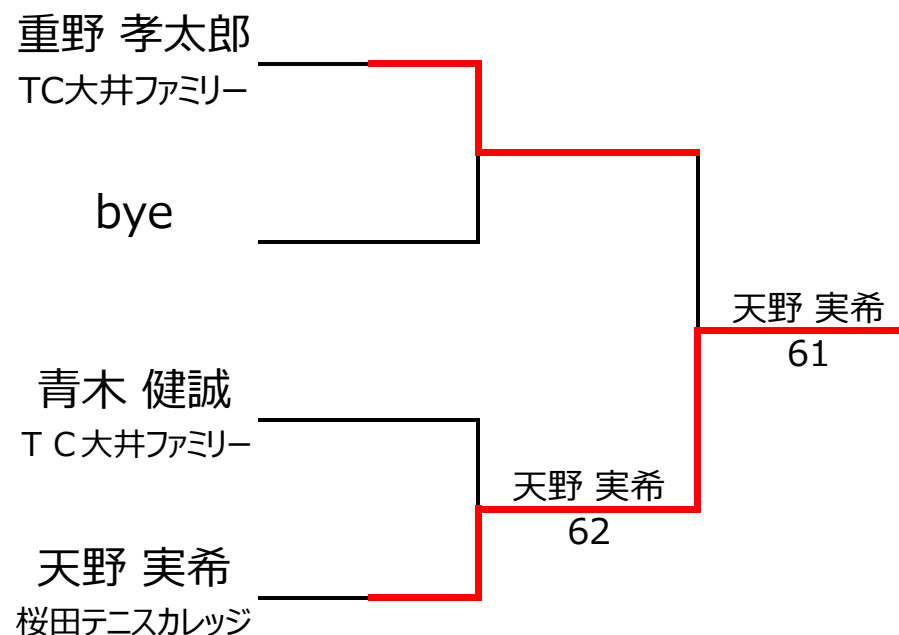 重野 孝太郎
TC大井ファミリー
bye
天野 実希
61
青木 健誠
ＴＣ大井ファミリー
天野 実希
62
天野 実希
桜田テニスカレッジ